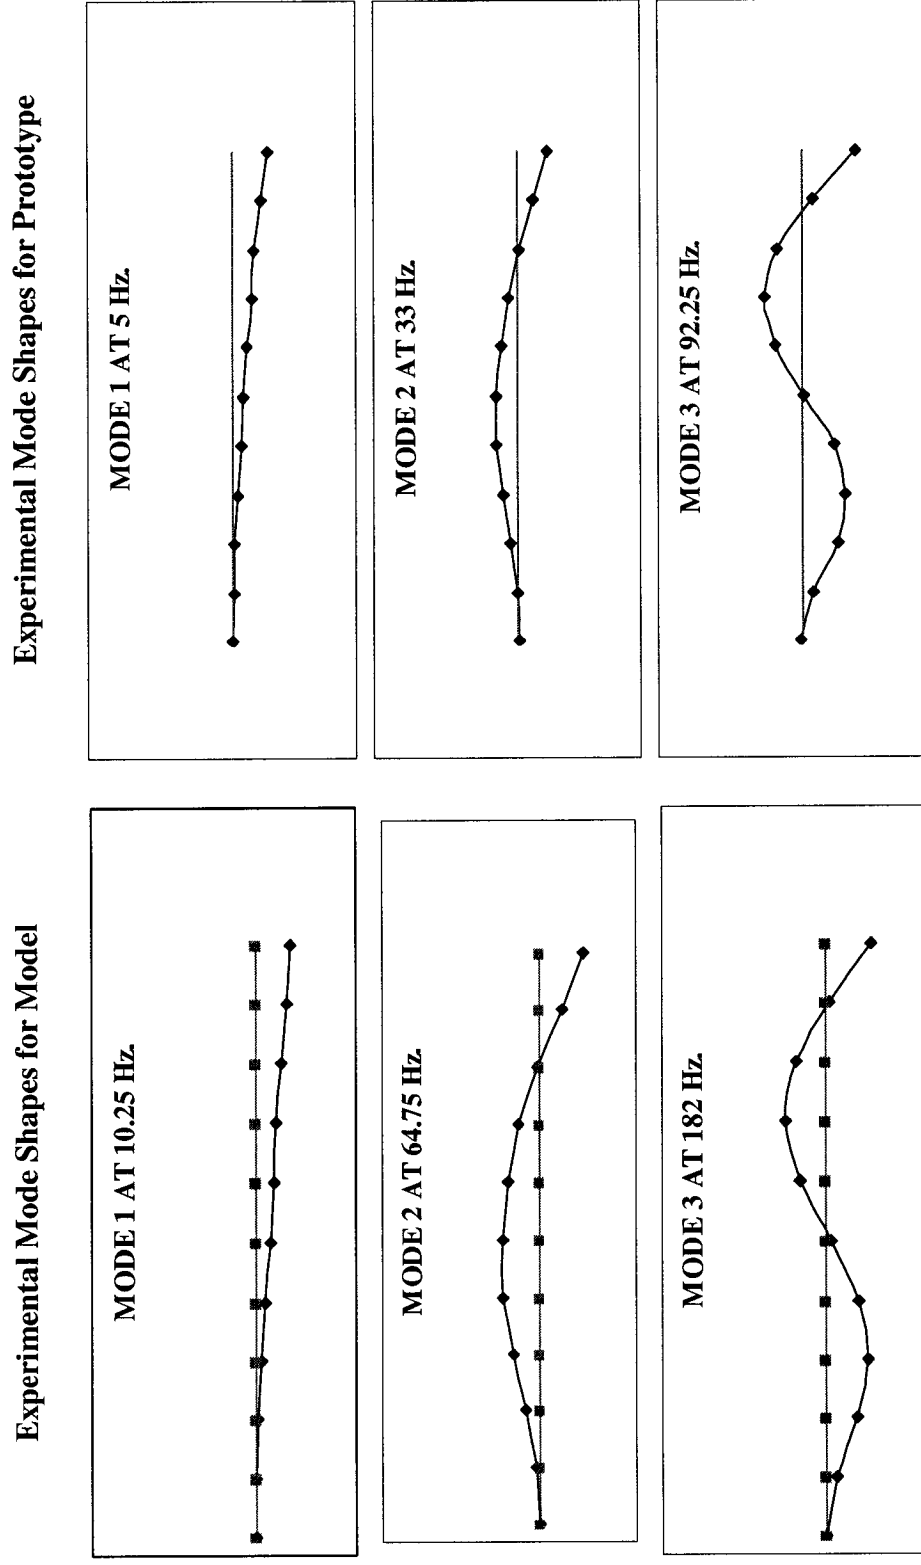 Experimental Mode Shapes for Model
MODE 1 AT 10.25 Hz.
MODE 2 AT 64.75 Hz.
MODE 3 AT 182 Hz.
Experimental Mode Shapes for Prototype
MODE 1 AT 5 Hz.
MODE 2 AT 33 Hz.
MODE 3 AT 92.25 Hz.